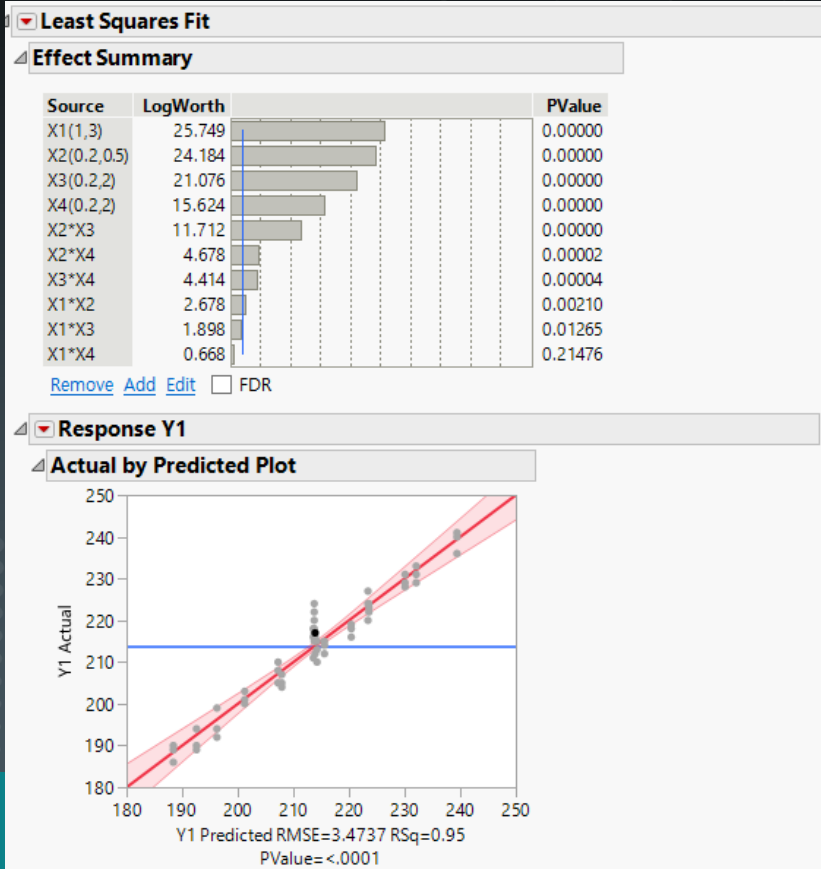 Least Squares Fit
Effect Summary
Source LogWorth PValue
X1(1,3) 25.749 0.00000
X2(0.2,0.5) 24.184 0.00000
X3(0.2,2) 21.076 0.00000
X4(0.2,2) 15.624 0.00000
X2*X3 11.712 0.00000
X2*X4 4.678 0.00002
X3*X4 4.414 0.00004
X1*X2 2.678 0.00210
X1*X3 1.898 0.01265
X1*X4 0.668 0.21476
Remove Add Edit FDR
Response Y1
Actual by Predicted Plot
250
240
230
220
210
200
190
180
Y1 Actual
180 190 200 210 220 230 240 250
Y1 Predicted RMSE=3.4737 RSq=0.95
PValue=<.0001